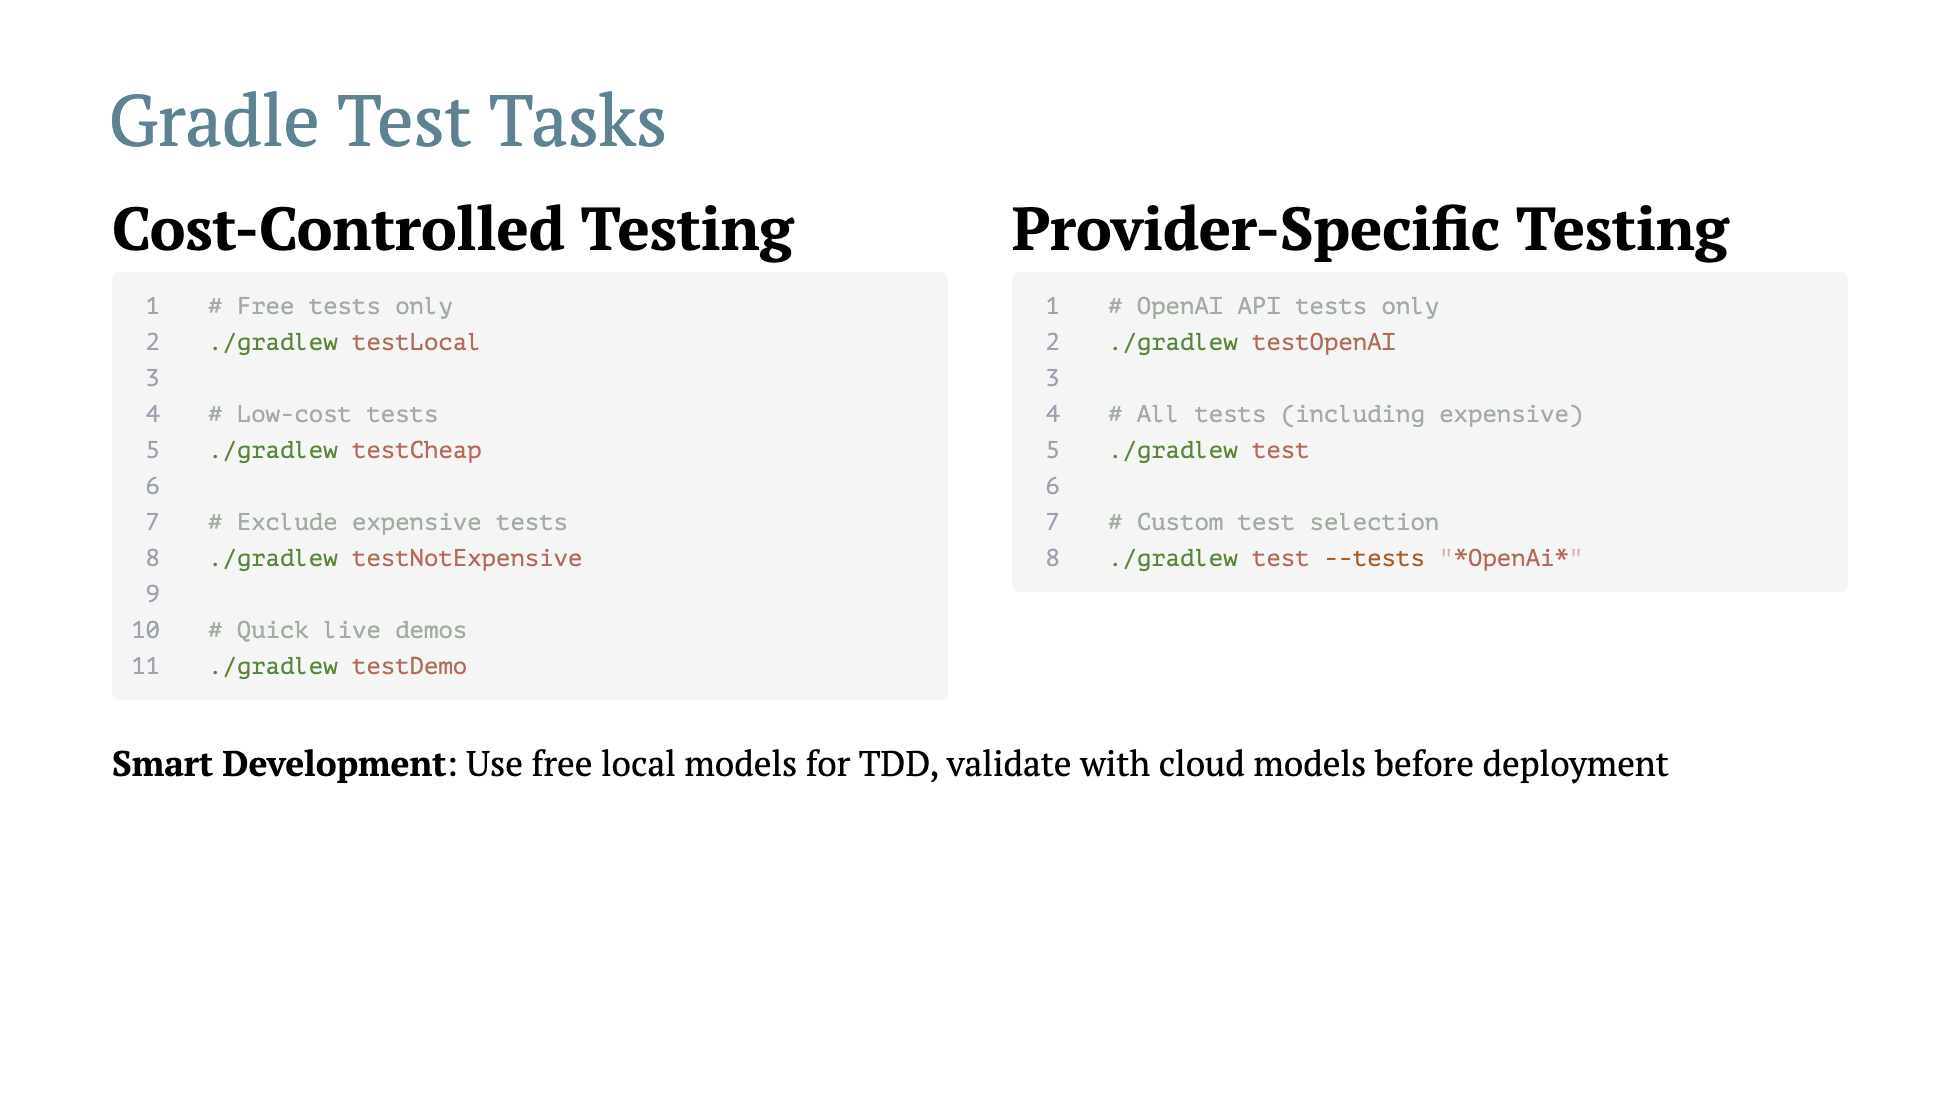 Gradle Test Tasks
Cost-Controlled Testing
1 # Free tests only
2 ./gradlew testLocal
3
4 # Low-cost tests
5 ./gradlew testCheap
6
7 # Exclude expensive tests
8 ./gradlew testNotExpensive
9
10 # Quick live demos
11 ./gradlew testDemo
Provider-Specific Testing
1 # OpenAI API tests only
2 ./gradlew testOpenAI
3
4 # All tests (including expensive)
5 ./gradlew test
6
7 # Custom test selection
8 ./gradlew test --tests "*OpenAi*"
Smart Development: Use free local models for TDD, validate with cloud models before deployment